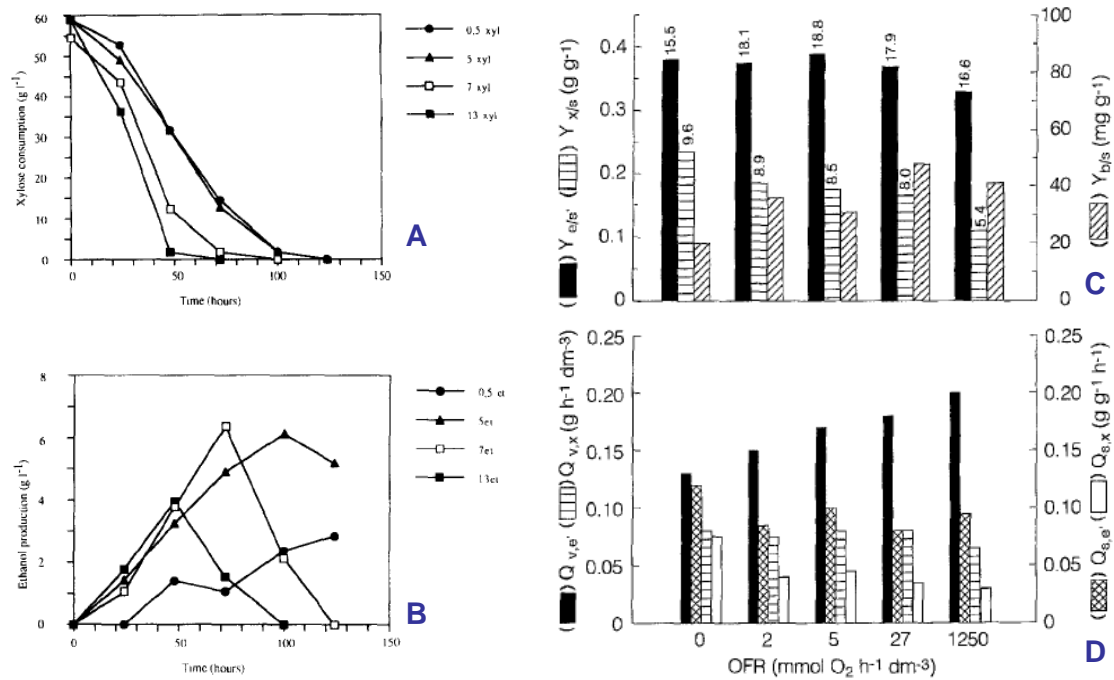 60
50
40
30
20
10
0
0 50 100 150
Xylose consumption (g l-1)
Time (hours)
0,5 xyl
5 xyl
7 xyl
13 xyl
A
8
6
4
2
0
0 50 100 150
Ethanol production (g l-1)
Time (hours)
0,5 et
5et
7et
13et
B
0.4
0.3
0.2
0.1
0
( ) Y e/s' ( ) Y x/s (g g-1)
15.5
9.6
18.1
8.9
18.8
8.5
17.9
8.0
16.6
5.4
100
80
60
40
20
0
( ) Yb/s (mg g-1)
C
0.25
0.20
0.15
0.10
0.05
0
( ) Qv,e' ( ) Qv,x (g h-1 dm-3)
0.25
0.20
0.15
0.10
0.05
0
( ) Qs,e' ( ) Qs,x (g g-1 h-1)
0 2 5 27 1250
OFR (mmol O2 h-1 dm-3)
D